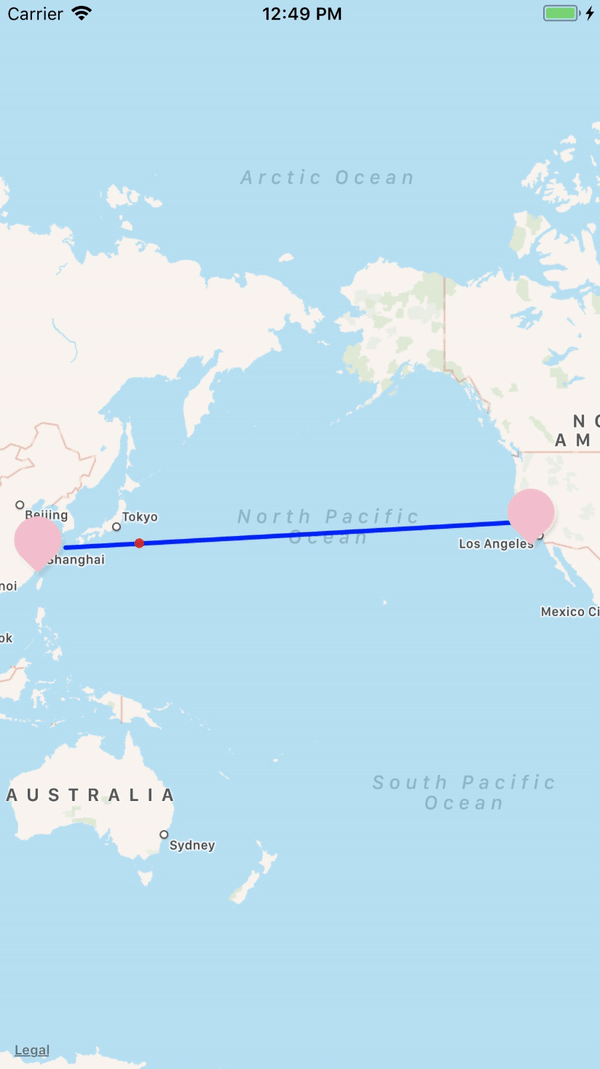 Carrier 12:49 PM
Arctic Ocean
N O
A M
Beijing
Tokyo
North Pacific
Ocean
Shanghai
Los Angeles
noi
Mexico Ci
ok
AUSTRALIA
South Pacific
Ocean
Sydney
Legal